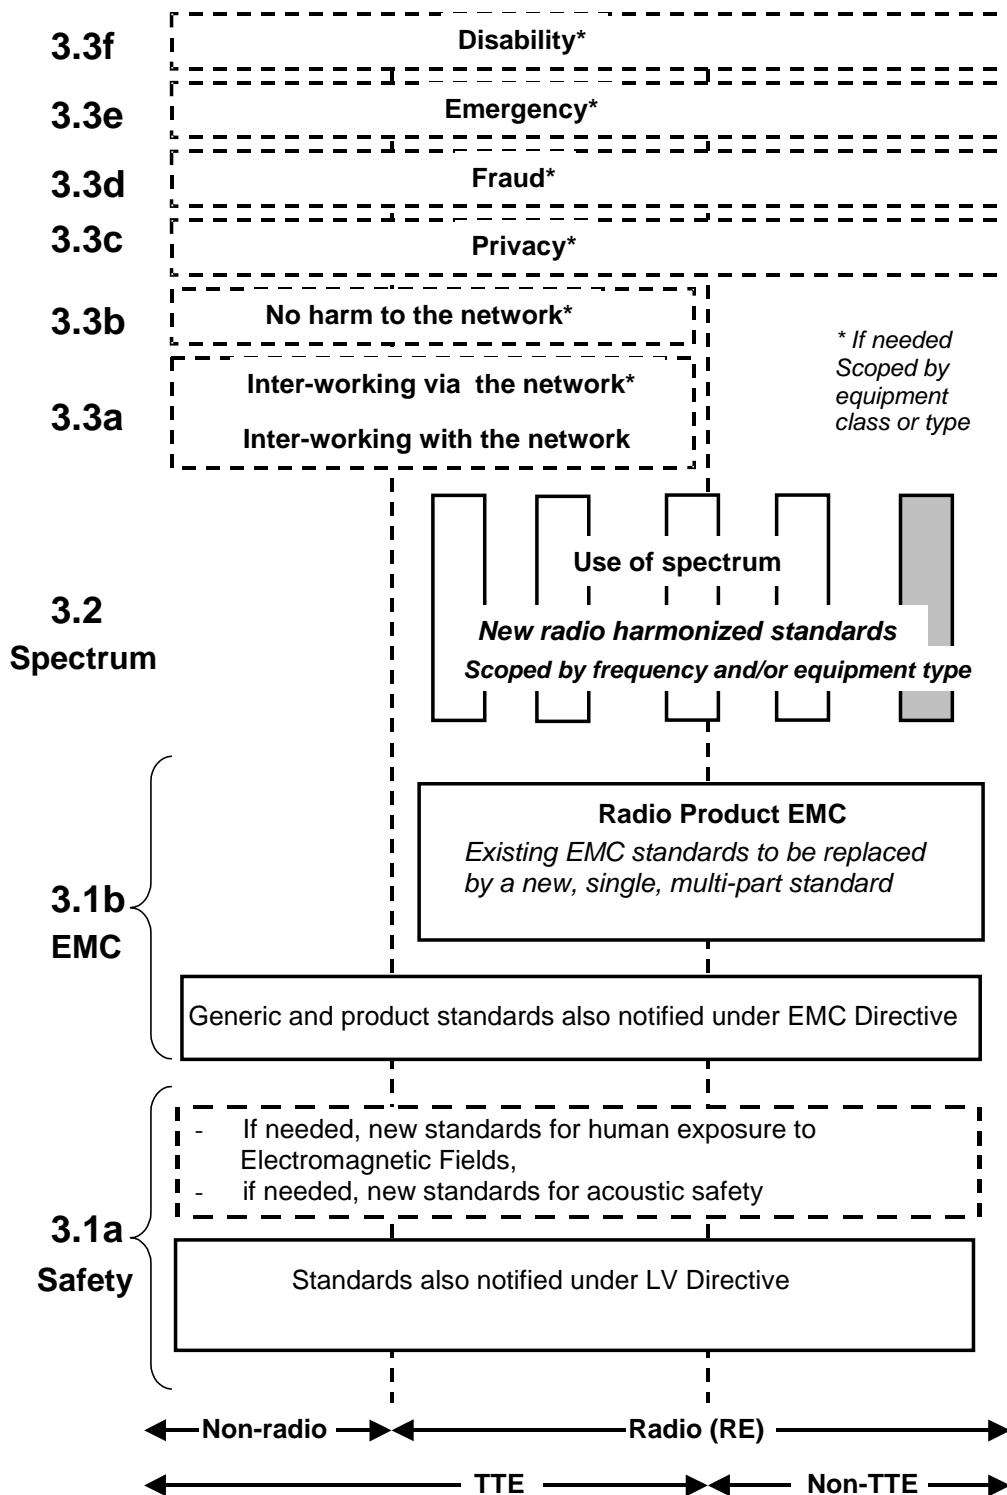 3.3f
Disability*
3.3e
Emergency*
3.3d
Fraud*
3.3c
Privacy*
3.3b
No harm to the network*
* If needed
Scoped by
equipment
class or type
3.3a
Inter-working via the network*
Inter-working with the network
3.2
Spectrum
Use of spectrum
New radio harmonized standards
Scoped by frequency and/or equipment type
3.1b
EMC
Radio Product EMC
Existing EMC standards to be replaced
by a new, single, multi-part standard
Generic and product standards also notified under EMC Directive
3.1a
Safety
- If needed, new standards for human exposure to
Electromagnetic Fields,
- if needed, new standards for acoustic safety
Standards also notified under LV Directive
Non-radio
Radio (RE)
TTE
Non-TTE